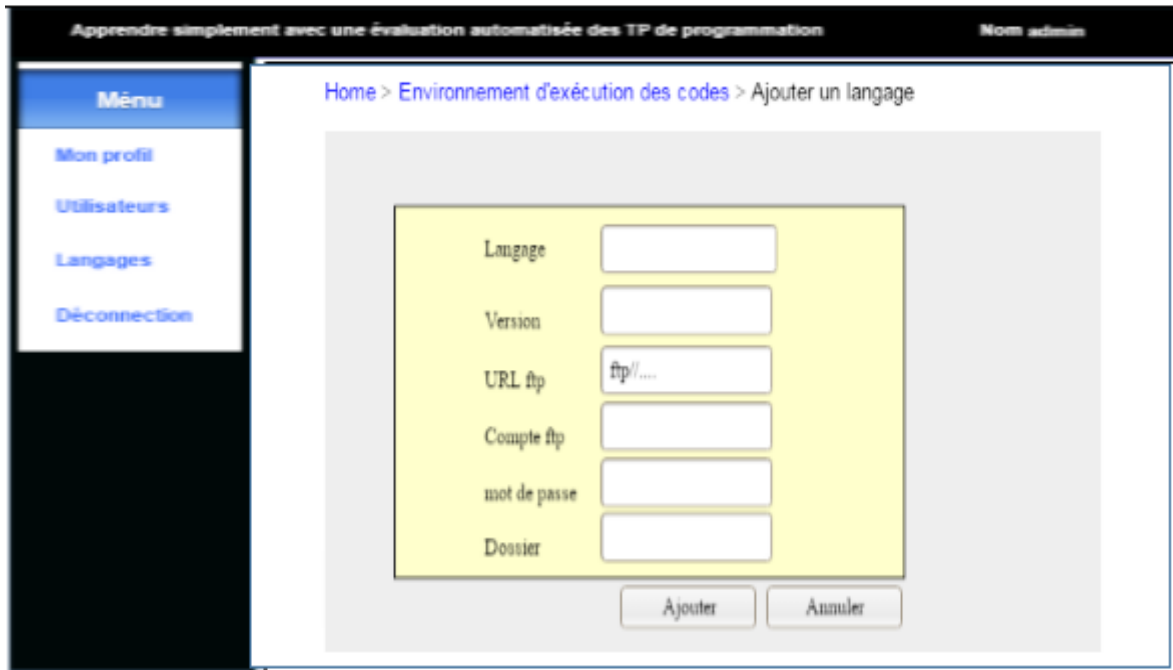 Apprendre simplement avec une évaluation automatisée des TP de programmation Nom admin
Ménu
Mon profil
Utilisateurs
Langages
Déconnection
Home > Environnement d'exécution des codes > Ajouter un langage
Langage
Version
URL ftp ftp//....
Compte ftp
mot de passe
Dossier
Ajouter Annuler